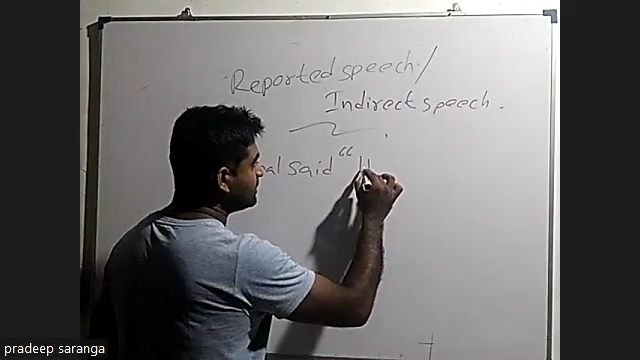 Reported speech /
Indirect speech.
said "
pradeep saranga